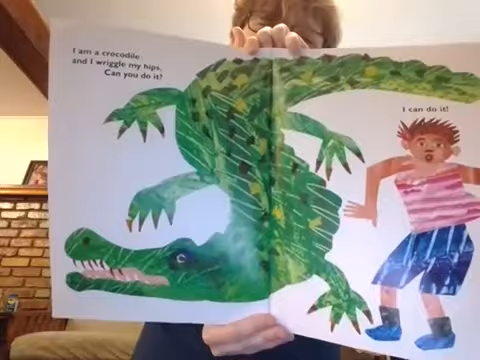 I am a crocodile
and I wriggle my hips.
Can you do it?
I can do it!